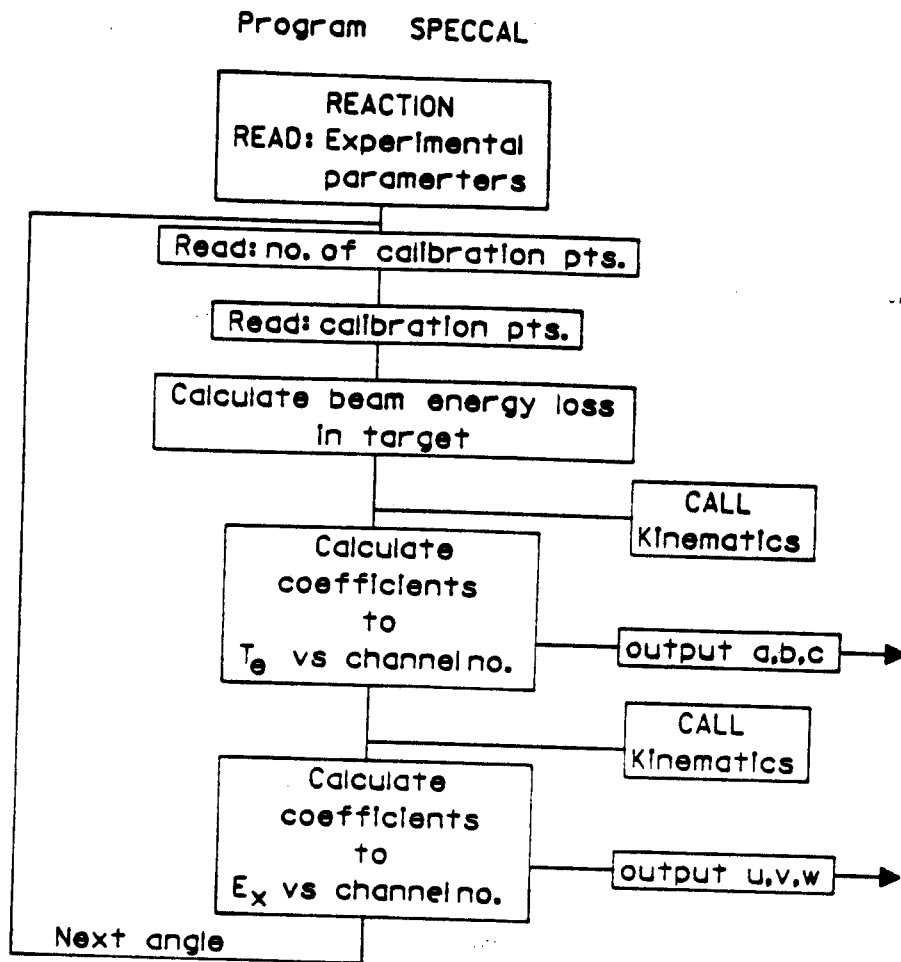 Program SPECCAL
REACTION
READ: Experimental
paramerters
Read: no. of calibration pts.
Read: calibration pts.
Calculate beam energy loss
in target
CALL
Kinematics
Calculate
coefficients
to
Te vs channel no.
output a,b,c
CALL
Kinematics
Calculate
coefficients
to
Ex vs channel no.
output u,v,w
Next angle